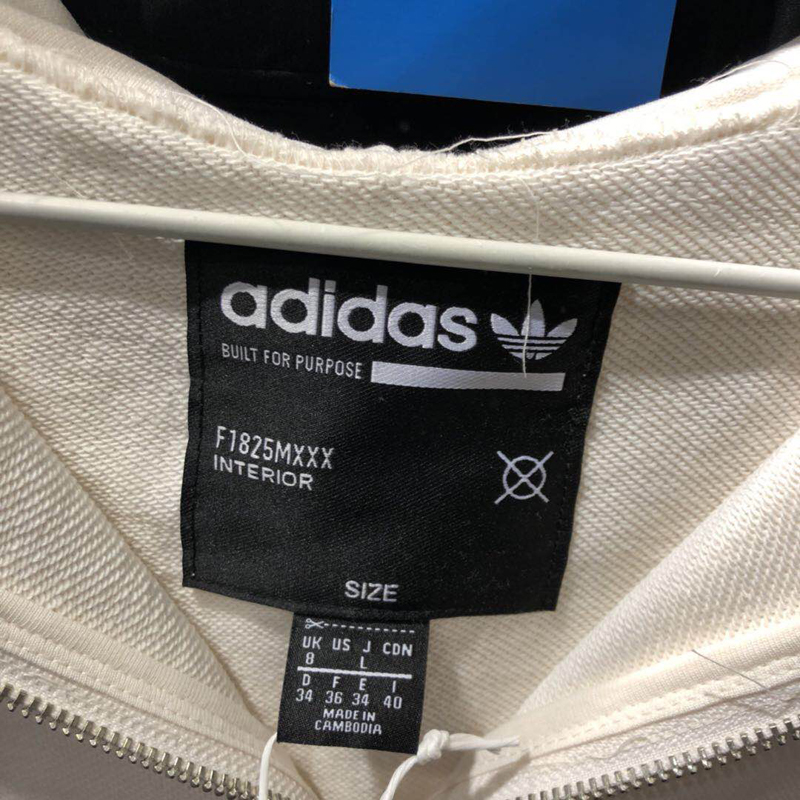 adidas
BUILT FOR PURPOSE
F1825MXXX
INTERIOR
SIZE
UK US J CDN
8 L
D F E I
34 36 34 40
MADE IN
CAMBODIA